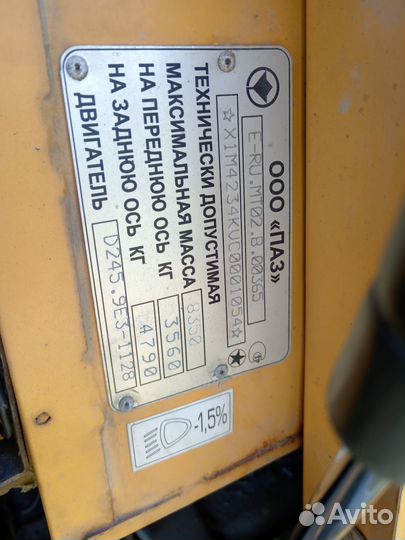 ООО «ПАЗ»
E-RU.MT02.B.00365
☆X1M4234KVC0001054☆
ТЕХНИЧЕСКИ ДОПУСТИМАЯ
МАКСИМАЛЬНАЯ МАССА 8350
НА ПЕРЕДНЮЮ ОСЬ КГ 3560
НА ЗАДНЮЮ ОСЬ КГ 4790
ДВИГАТЕЛЬ D245.9E3-1128
-1,5%
Avito